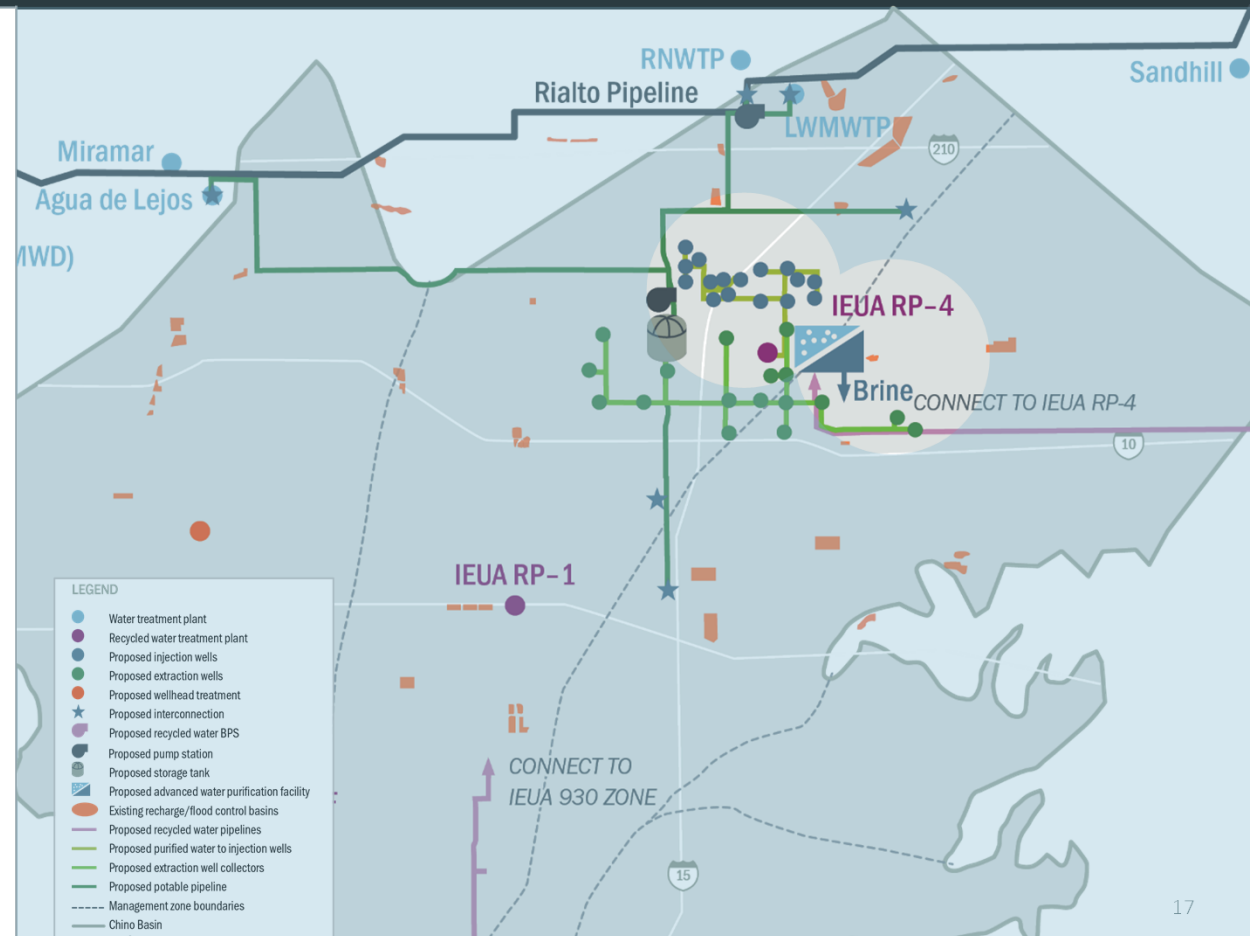 RNWTP
Sandhill
Rialto Pipeline
LWMWTP
210
Miramar
Agua de Lejos
MWD)
IEUA RP-4
Brine
CONNECT TO IEUA RP-4
10
IEUA RP-1
LEGEND
Water treatment plant
Recycled water treatment plant
Proposed injection wells
Proposed extraction wells
Proposed wellhead treatment
Proposed interconnection
Proposed recycled water BPS
Proposed pump station
Proposed storage tank
Proposed advanced water purification facility
Existing recharge/flood control basins
Proposed recycled water pipelines
Proposed purified water to injection wells
Proposed extraction well collectors
Proposed potable pipeline
Management zone boundaries
Chino Basin
CONNECT TO
IEUA 930 ZONE
15
17